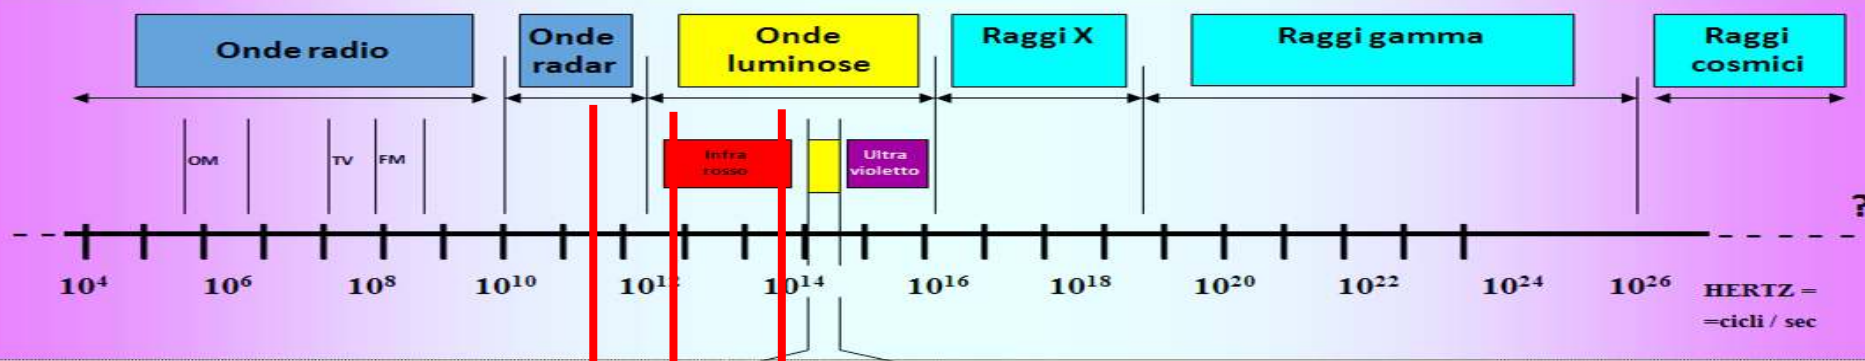 Onde radio
Onde
radar
Onde
luminose
Raggi X
Raggi gamma
Raggi
cosmici
OM
TV
FM
Infra
rosso
Ultra
violetto
?
10⁴ 10⁶ 10⁸ 10¹⁰ 10¹² 10¹⁴ 10¹⁶ 10¹⁸ 10²⁰ 10²² 10²⁴ 10²⁶
HERTZ =
=cicli / sec